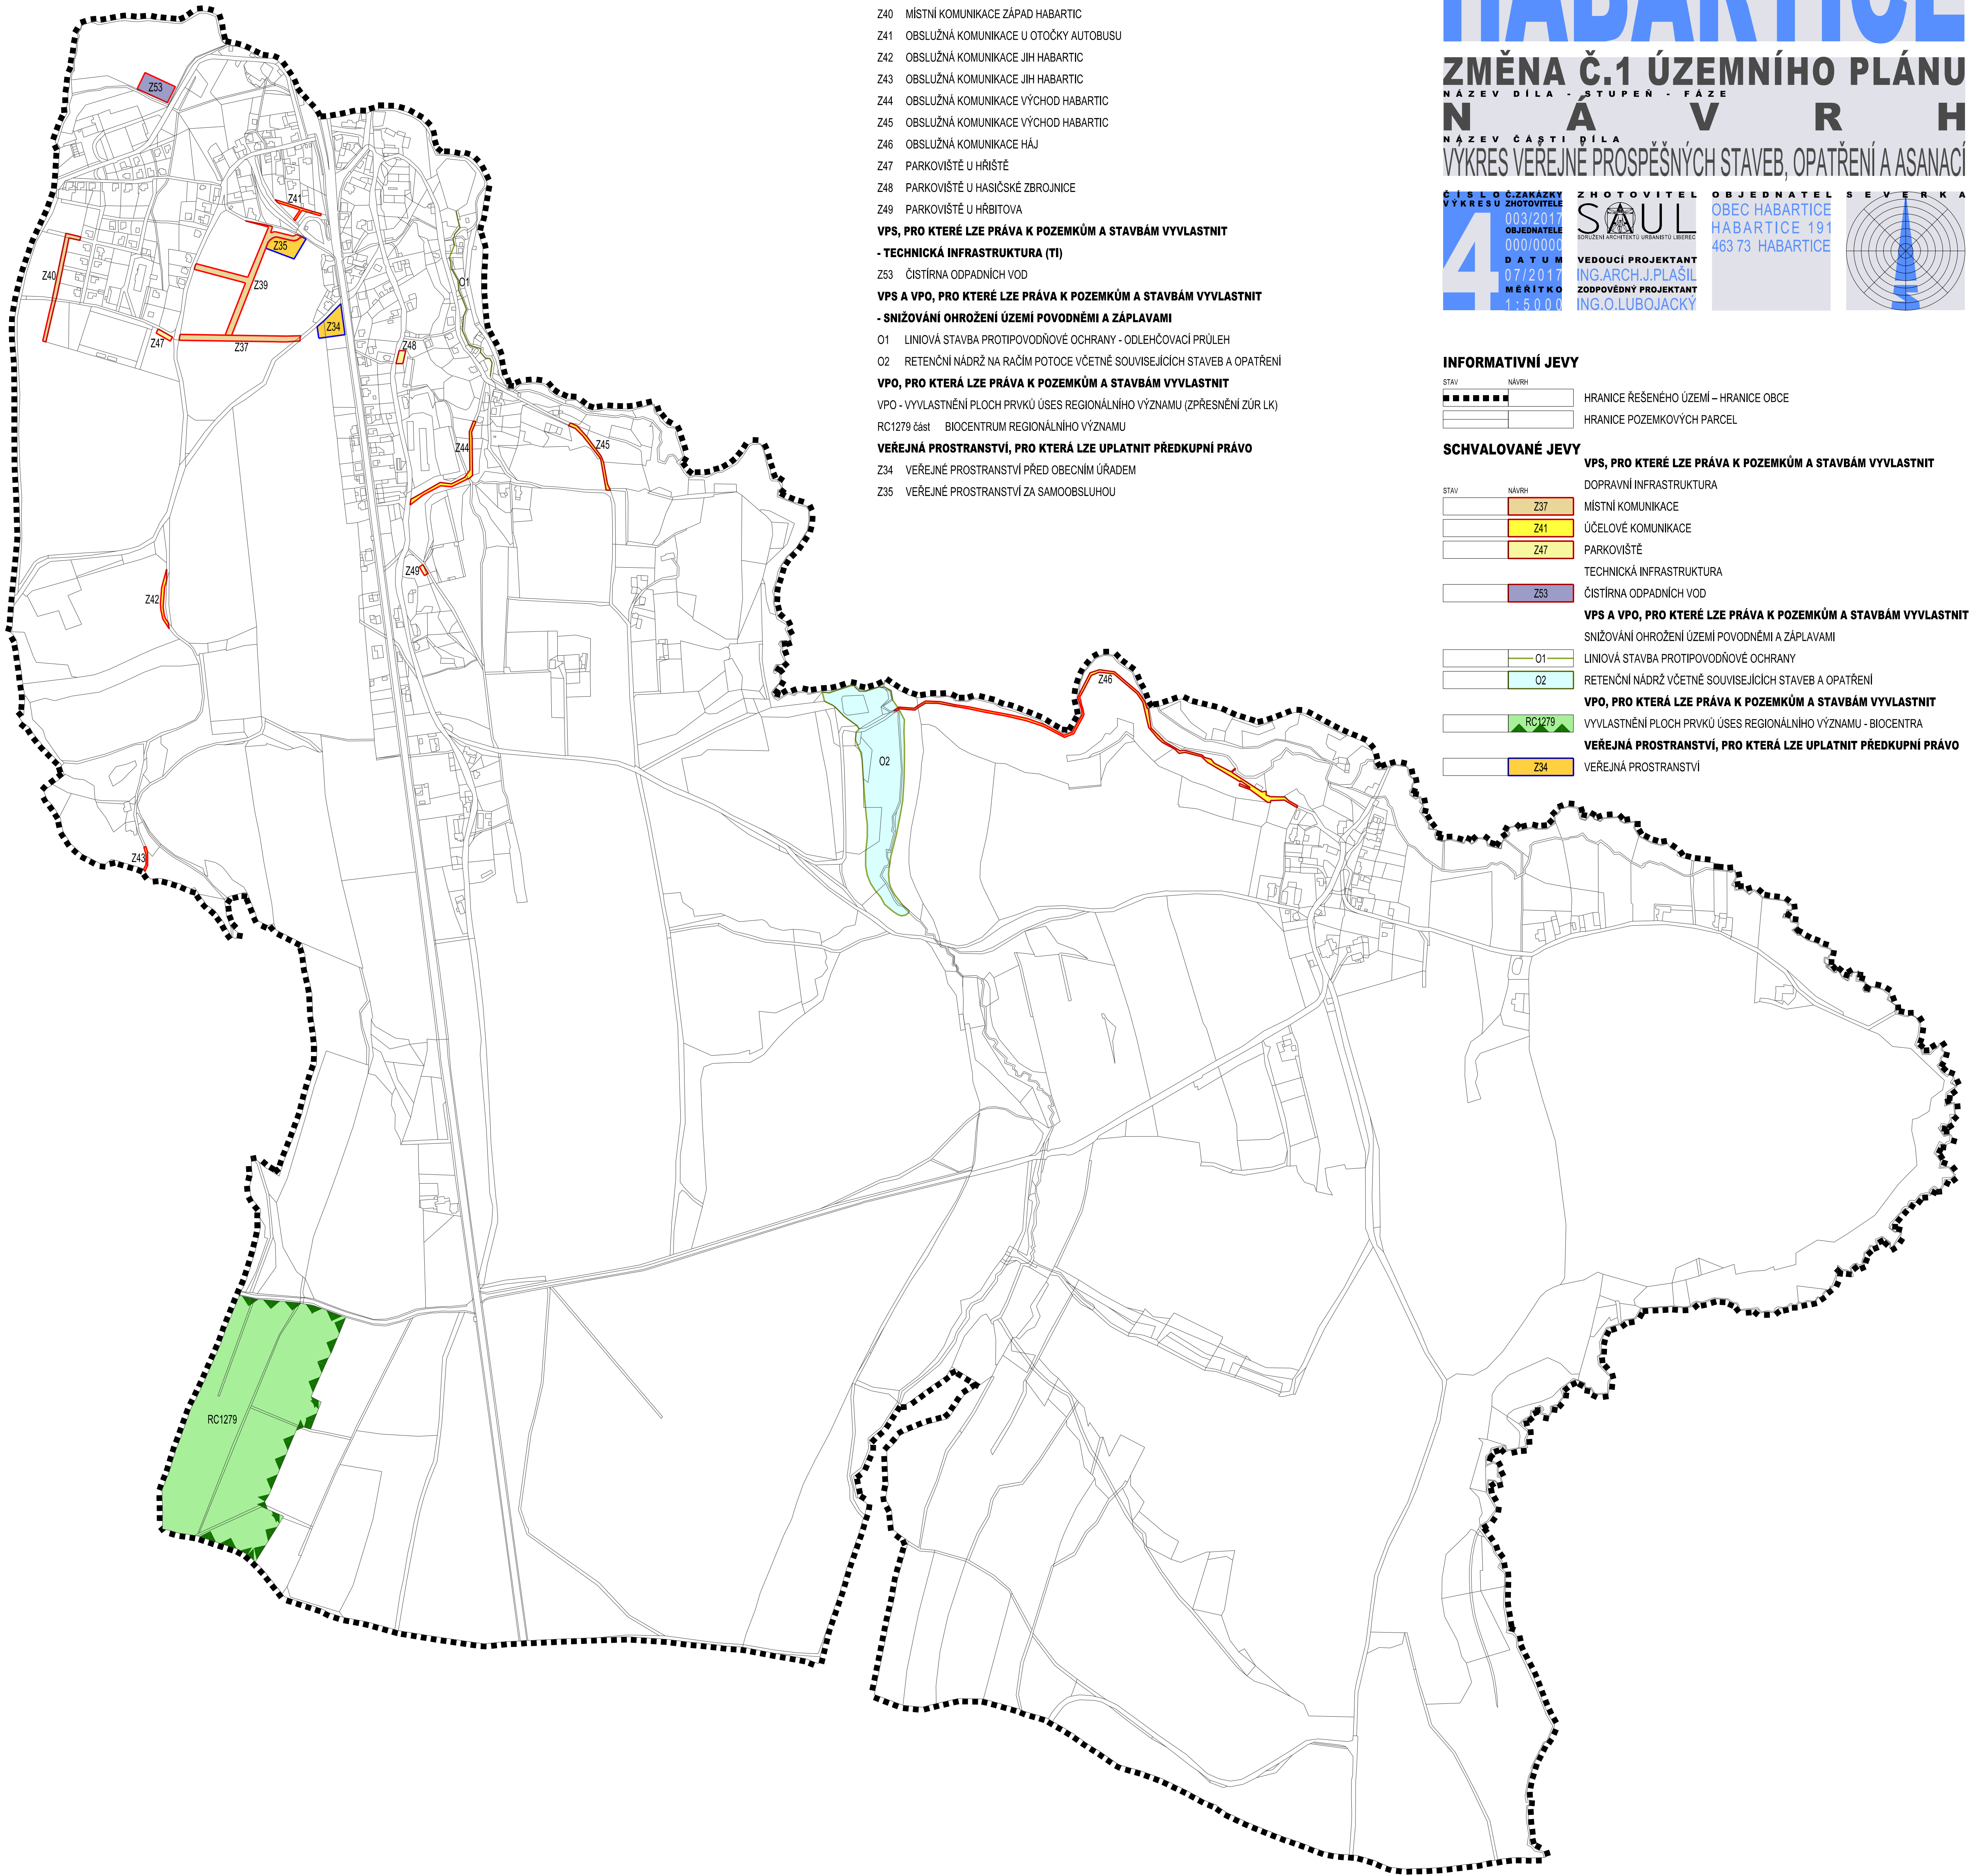 Z40 MÍSTNÍ KOMUNIKACE ZÁPAD HABARTIC
Z41 OBSLUŽNÁ KOMUNIKACE U OTOČKY AUTOBUSU
Z42 OBSLUŽNÁ KOMUNIKACE JIH HABARTIC
Z43 OBSLUŽNÁ KOMUNIKACE JIH HABARTIC
Z44 OBSLUŽNÁ KOMUNIKACE VÝCHOD HABARTIC
Z45 OBSLUŽNÁ KOMUNIKACE VÝCHOD HABARTIC
Z46 OBSLUŽNÁ KOMUNIKACE HÁJ
Z47 PARKOVIŠTĚ U HŘIŠTĚ
Z48 PARKOVIŠTĚ U HASIČSKÉ ZBROJNICE
Z49 PARKOVIŠTĚ U HŘBITOVA
VPS, PRO KTERÉ LZE PRÁVA K POZEMKŮM A STAVBÁM VYVLASTNIT
- TECHNICKÁ INFRASTRUKTURA (TI)
Z53 ČISTÍRNA ODPADNÍCH VOD
VPS A VPO, PRO KTERÉ LZE PRÁVA K POZEMKŮM A STAVBÁM VYVLASTNIT
- SNIŽOVÁNÍ OHROŽENÍ ÚZEMÍ POVODNĚMI A ZÁPLAVAMI
O1 LINIOVÁ STAVBA PROTIPOVODŇOVÉ OCHRANY - ODLEHČOVACÍ PRŮLEH
O2 RETENČNÍ NÁDRŽ NA RAČÍM POTOCE VČETNĚ SOUVISEJÍCÍCH STAVEB A OPATŘENÍ
VPO, PRO KTERÁ LZE PRÁVA K POZEMKŮM A STAVBÁM VYVLASTNIT
VPO - VYVLASTNĚNÍ PLOCH PRVKŮ ÚSES REGIONÁLNÍHO VÝZNAMU (ZPŘESNĚNÍ ZÚR LK)
RC1279 část BIOCENTRUM REGIONÁLNÍHO VÝZNAMU
VEŘEJNÁ PROSTRANSTVÍ, PRO KTERÁ LZE UPLATNIT PŘEDKUPNÍ PRÁVO
Z34 VEŘEJNÉ PROSTRANSTVÍ PŘED OBECNÍM ÚŘADEM
Z35 VEŘEJNÉ PROSTRANSTVÍ ZA SAMOOBSLUHOU
HABARTICE
ZMĚNA Č.1 ÚZEMNÍHO PLÁNU
NÁZEV DÍLA - STUPEŇ - FÁZE
NÁVRH
NÁZEV ČÁSTI DÍLA
VÝKRES VEŘEJNĚ PROSPĚŠNÝCH STAVEB, OPATŘENÍ A ASANACÍ
ČÍSLO VÝKRESU
4
Č.ZAKÁZKY
ZHOTOVITELE
003/2017
OBJEDNATELE
000/0000
DATUM
07/2017
MĚŘÍTKO
1:5000
ZHOTOVITEL
SAUL
SDRUŽENÍ ARCHITEKTŮ URBANISTŮ LIBEREC
VEDOUCÍ PROJEKTANT
ING.ARCH.J.PLAŠIL
ZODPOVĚDNÝ PROJEKTANT
ING.O.LUBOJACKÝ
OBJEDNATEL
OBEC HABARTICE
HABARTICE 191
463 73 HABARTICE
SEVERKA
INFORMATIVNÍ JEVY
STAV NÁVRH
HRANICE ŘEŠENÉHO ÚZEMÍ – HRANICE OBCE
HRANICE POZEMKOVÝCH PARCEL
SCHVALOVANÉ JEVY
VPS, PRO KTERÉ LZE PRÁVA K POZEMKŮM A STAVBÁM VYVLASTNIT
STAV NÁVRH
DOPRAVNÍ INFRASTRUKTURA
Z37 MÍSTNÍ KOMUNIKACE
Z41 ÚČELOVÉ KOMUNIKACE
Z47 PARKOVIŠTĚ
TECHNICKÁ INFRASTRUKTURA
Z53 ČISTÍRNA ODPADNÍCH VOD
VPS A VPO, PRO KTERÉ LZE PRÁVA K POZEMKŮM A STAVBÁM VYVLASTNIT
SNIŽOVÁNÍ OHROŽENÍ ÚZEMÍ POVODNĚMI A ZÁPLAVAMI
O1 LINIOVÁ STAVBA PROTIPOVODŇOVÉ OCHRANY
O2 RETENČNÍ NÁDRŽ VČETNĚ SOUVISEJÍCÍCH STAVEB A OPATŘENÍ
VPO, PRO KTERÁ LZE PRÁVA K POZEMKŮM A STAVBÁM VYVLASTNIT
RC1279 VYVLASTNĚNÍ PLOCH PRVKŮ ÚSES REGIONÁLNÍHO VÝZNAMU - BIOCENTRA
VEŘEJNÁ PROSTRANSTVÍ, PRO KTERÁ LZE UPLATNIT PŘEDKUPNÍ PRÁVO
Z34 VEŘEJNÁ PROSTRANSTVÍ
Z53
Z41
Z35
Z40
Z39
O1
Z34
Z47
Z37
Z48
Z44
Z45
Z49
Z42
Z46
O2
Z43
RC1279